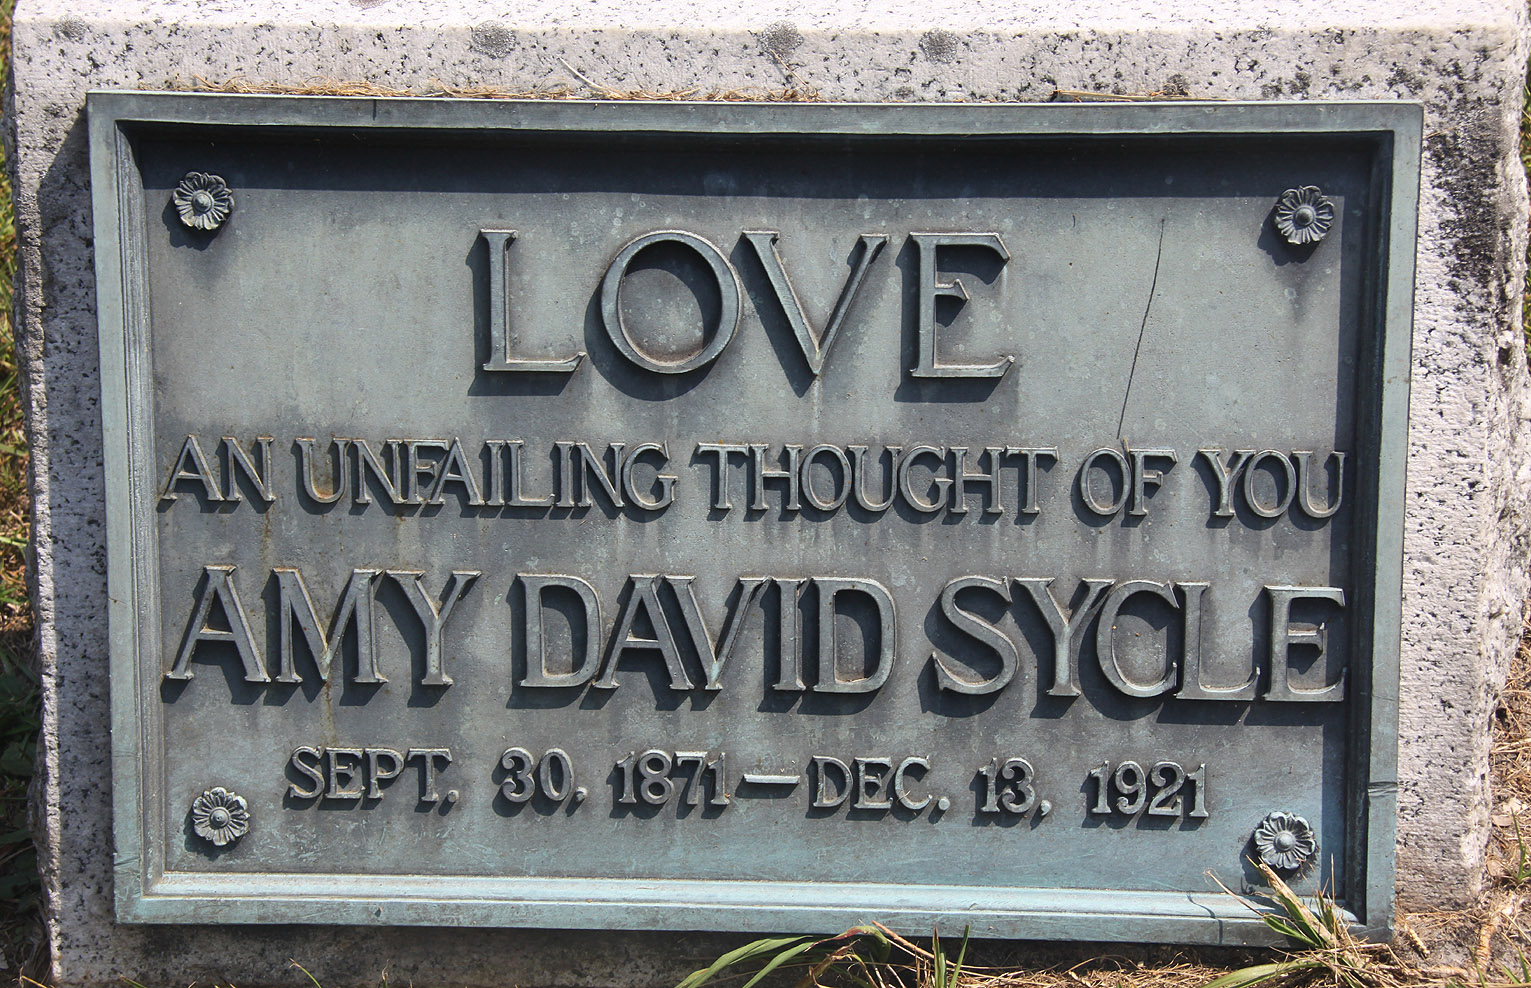 LOVE
AN UNFAILING THOUGHT OF YOU
AMY DAVID SYCLE
SEPT. 30, 1871—DEC. 13, 1921